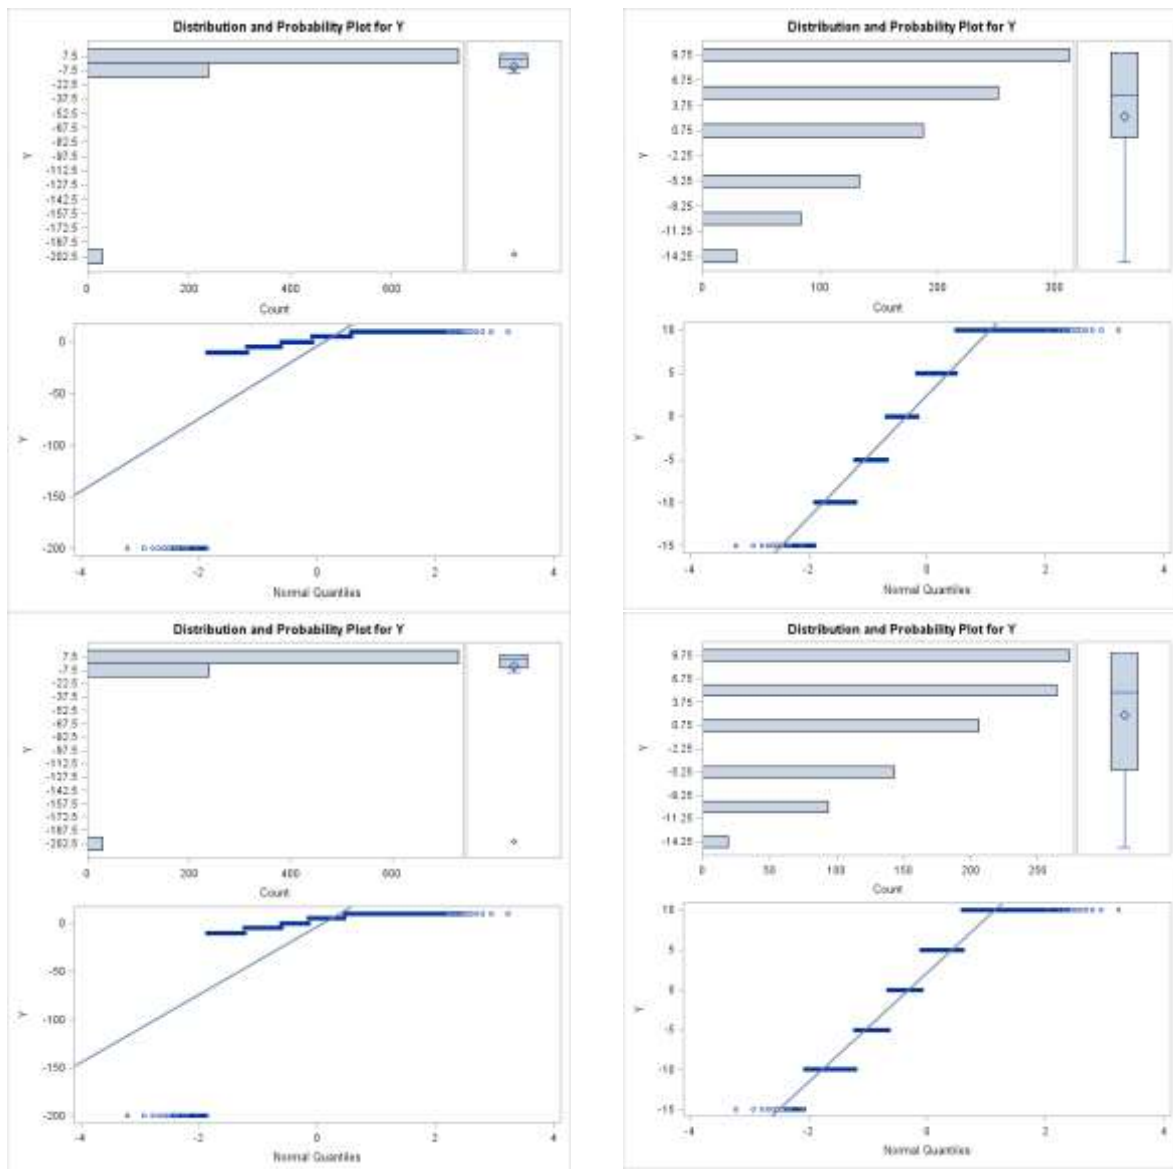 Distribution and Probability Plot for Y
7.5
-7.5
-22.5
-37.5
-52.5
-67.5
-82.5
-97.5
-112.5
-127.5
-142.5
-157.5
-172.5
-187.5
-202.5
Y
0 200 400 600
Count
0
-50
-100
-150
-200
Y
-4 -2 0 2 4
Normal Quantiles
Distribution and Probability Plot for Y
9.75
6.75
3.75
0.75
-2.25
-5.25
-8.25
-11.25
-14.25
Y
0 100 200 300
Count
10
5
0
-5
-10
-15
Y
-4 -2 0 2 4
Normal Quantiles
Distribution and Probability Plot for Y
7.5
-7.5
-22.5
-37.5
-52.5
-67.5
-82.5
-97.5
-112.5
-127.5
-142.5
-157.5
-172.5
-187.5
-202.5
Y
0 200 400 600
Count
0
-50
-100
-150
-200
Y
-4 -2 0 2 4
Normal Quantiles
Distribution and Probability Plot for Y
9.75
6.75
3.75
0.75
-2.25
-5.25
-8.25
-11.25
-14.25
Y
0 50 100 150 200 250
Count
10
5
0
-5
-10
-15
Y
-4 -2 0 2 4
Normal Quantiles